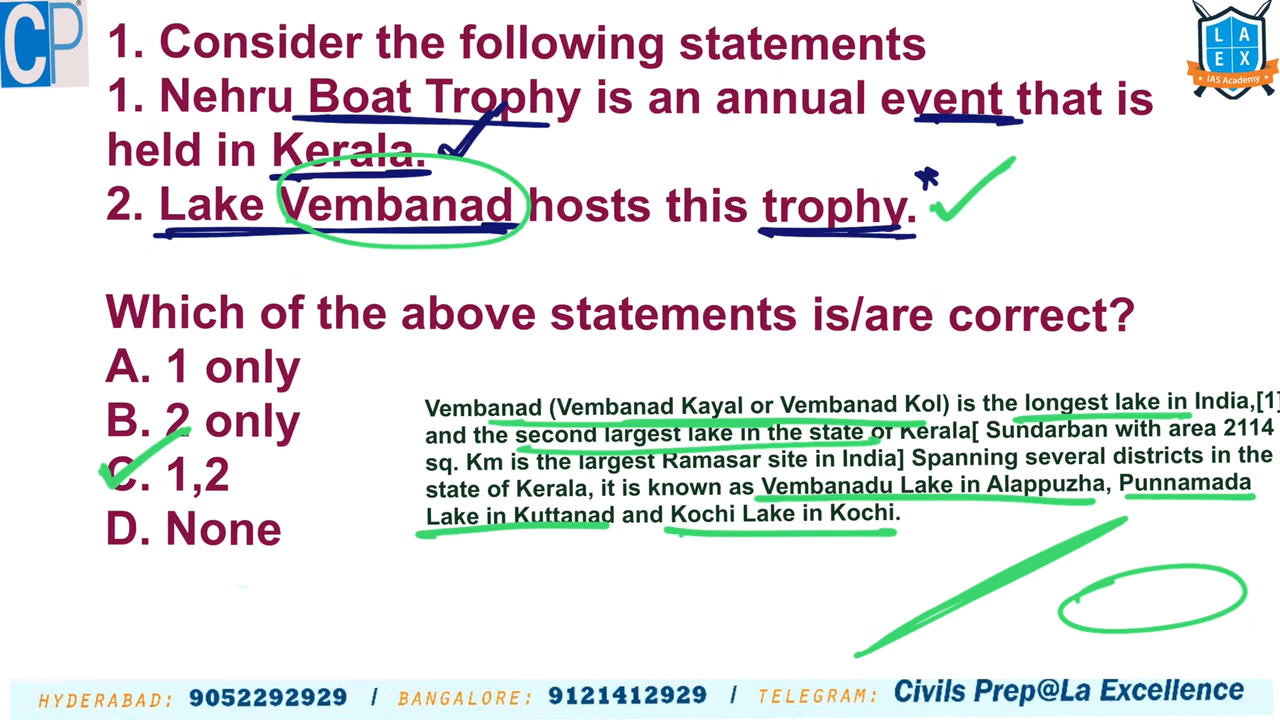 CP
L A
E X
IAS Academy
1. Consider the following statements
1. Nehru Boat Trophy is an annual event that is
held in Kerala.
2. Lake Vembanad hosts this trophy.*
Which of the above statements is/are correct?
A. 1 only
B. 2 only
C. 1,2
D. None
Vembanad (Vembanad Kayal or Vembanad Kol) is the longest lake in India,[1]
and the second largest lake in the state of Kerala[ Sundarban with area 2114
sq. Km is the largest Ramasar site in India] Spanning several districts in the
state of Kerala, it is known as Vembanadu Lake in Alappuzha, Punnamada
Lake in Kuttanad and Kochi Lake in Kochi.
HYDERABAD: 9052292929 / BANGALORE: 9121412929 / TELEGRAM: Civils Prep@La Excellence